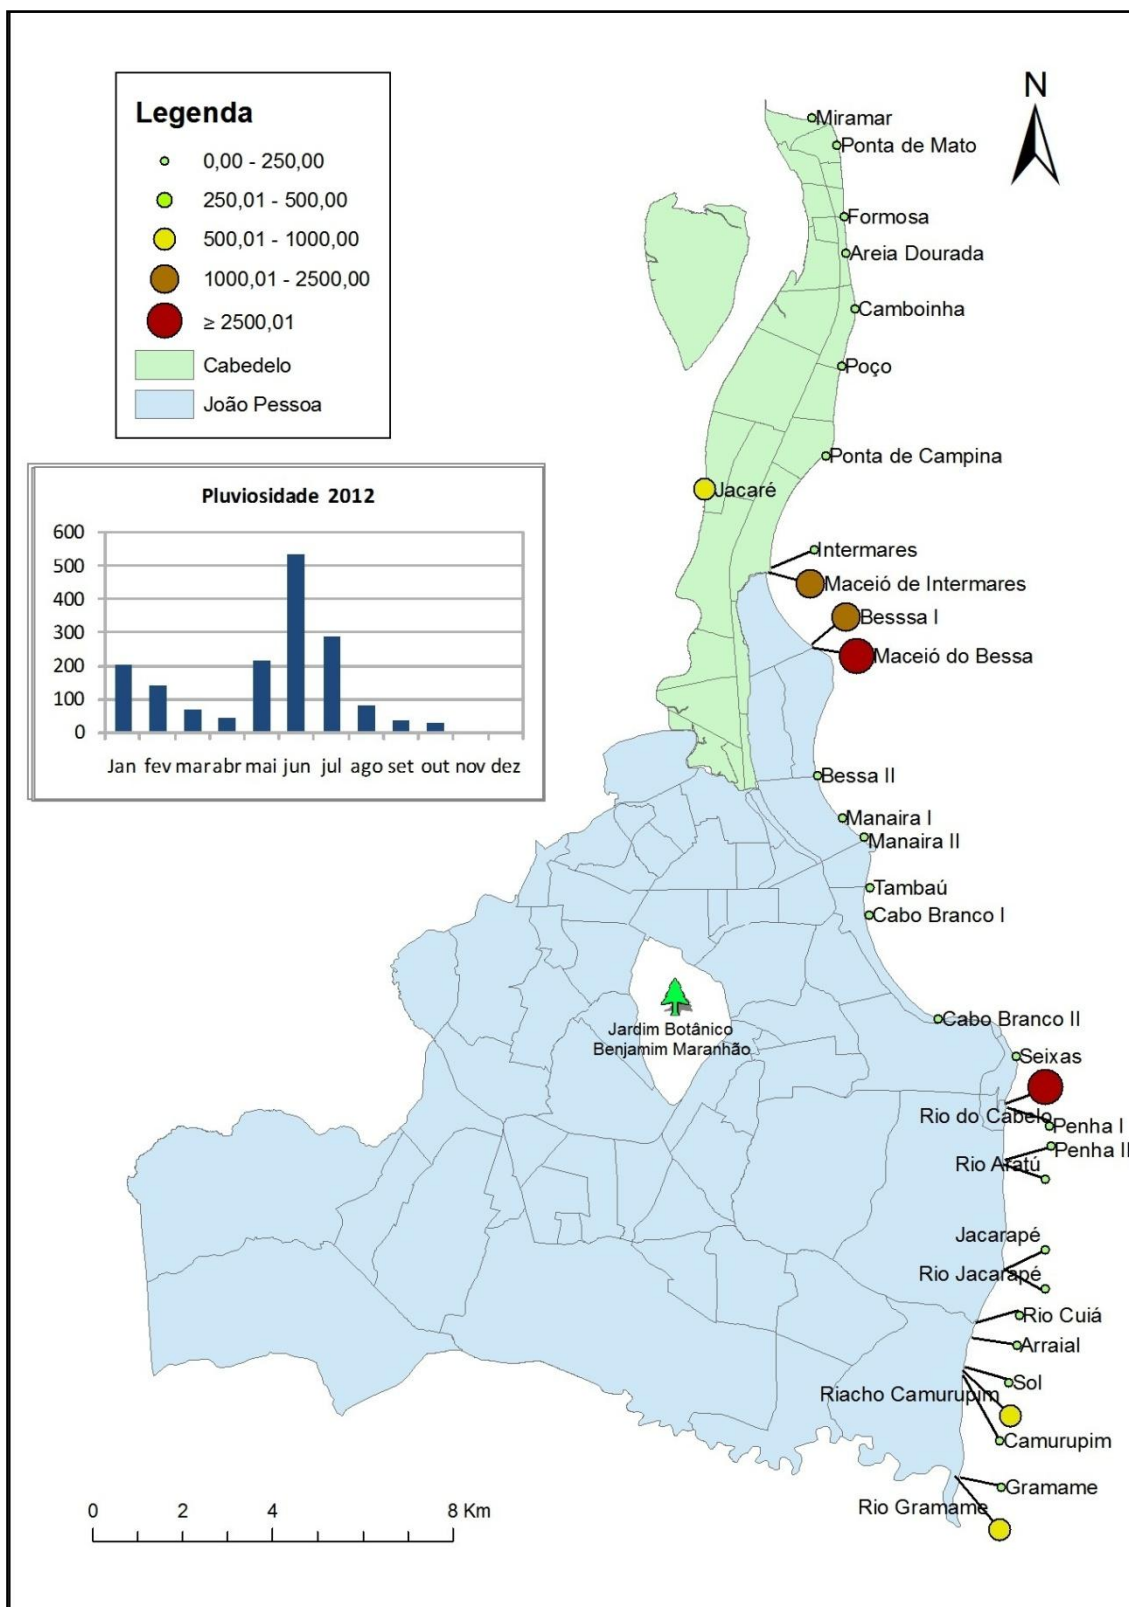 Legenda
0,00 - 250,00
250,01 - 500,00
500,01 - 1000,00
1000,01 - 2500,00
≥ 2500,01
Cabedelo
João Pessoa
N
Miramar
Ponta de Mato
Formosa
Areia Dourada
Camboinha
Poço
Ponta de Campina
Jacaré
Intermares
Maceió de Intermares
Besssa I
Maceió do Bessa
Pluviosidade 2012
600
500
400
300
200
100
0
Jan fev mar abr mai jun jul ago set out nov dez
Bessa II
Manaira I
Manaira II
Tambaú
Cabo Branco I
Jardim Botânico
Benjamim Maranhão
Cabo Branco II
Seixas
Rio do Cabelo
Penha I
Penha II
Rio Aratú
Jacarapé
Rio Jacarapé
Rio Cuiá
Arraial
Sol
Riacho Camurupim
Camurupim
Gramame
Rio Gramame
0 2 4 8 Km